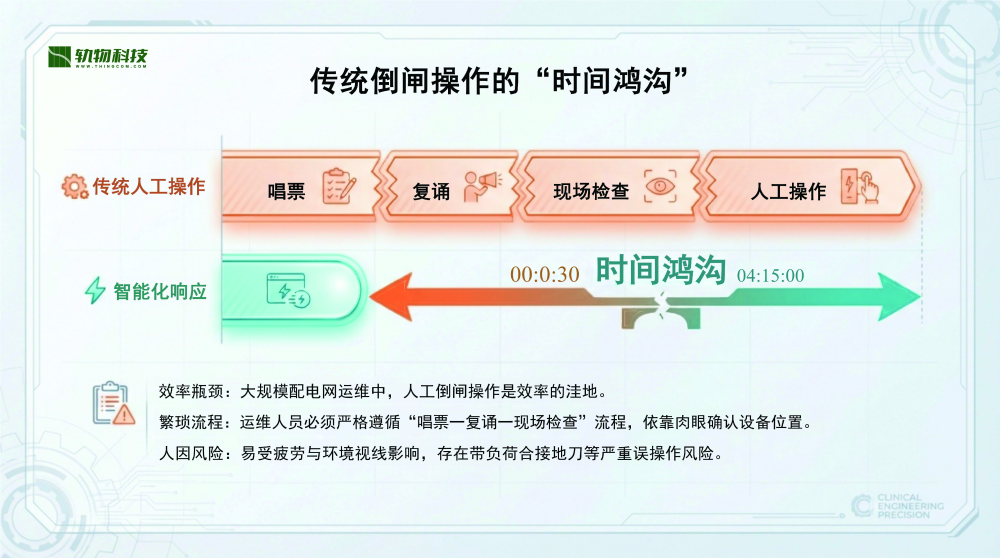 轨物科技
WWW.THINGCOM.COM
传统倒闸操作的“时间鸿沟”
传统人工操作
唱票
复诵
现场检查
人工操作
智能化响应
00:0:30
时间鸿沟
04:15:00
效率瓶颈：大规模配电网运维中，人工倒闸操作是效率的洼地。
繁琐流程：运维人员必须严格遵循“唱票—复诵—现场检查”流程，依靠肉眼确认设备位置。
人因风险：易受疲劳与环境视线影响，存在带负荷合接地刀等严重误操作风险。
CLINICAL
ENGINEERING
PRECISION